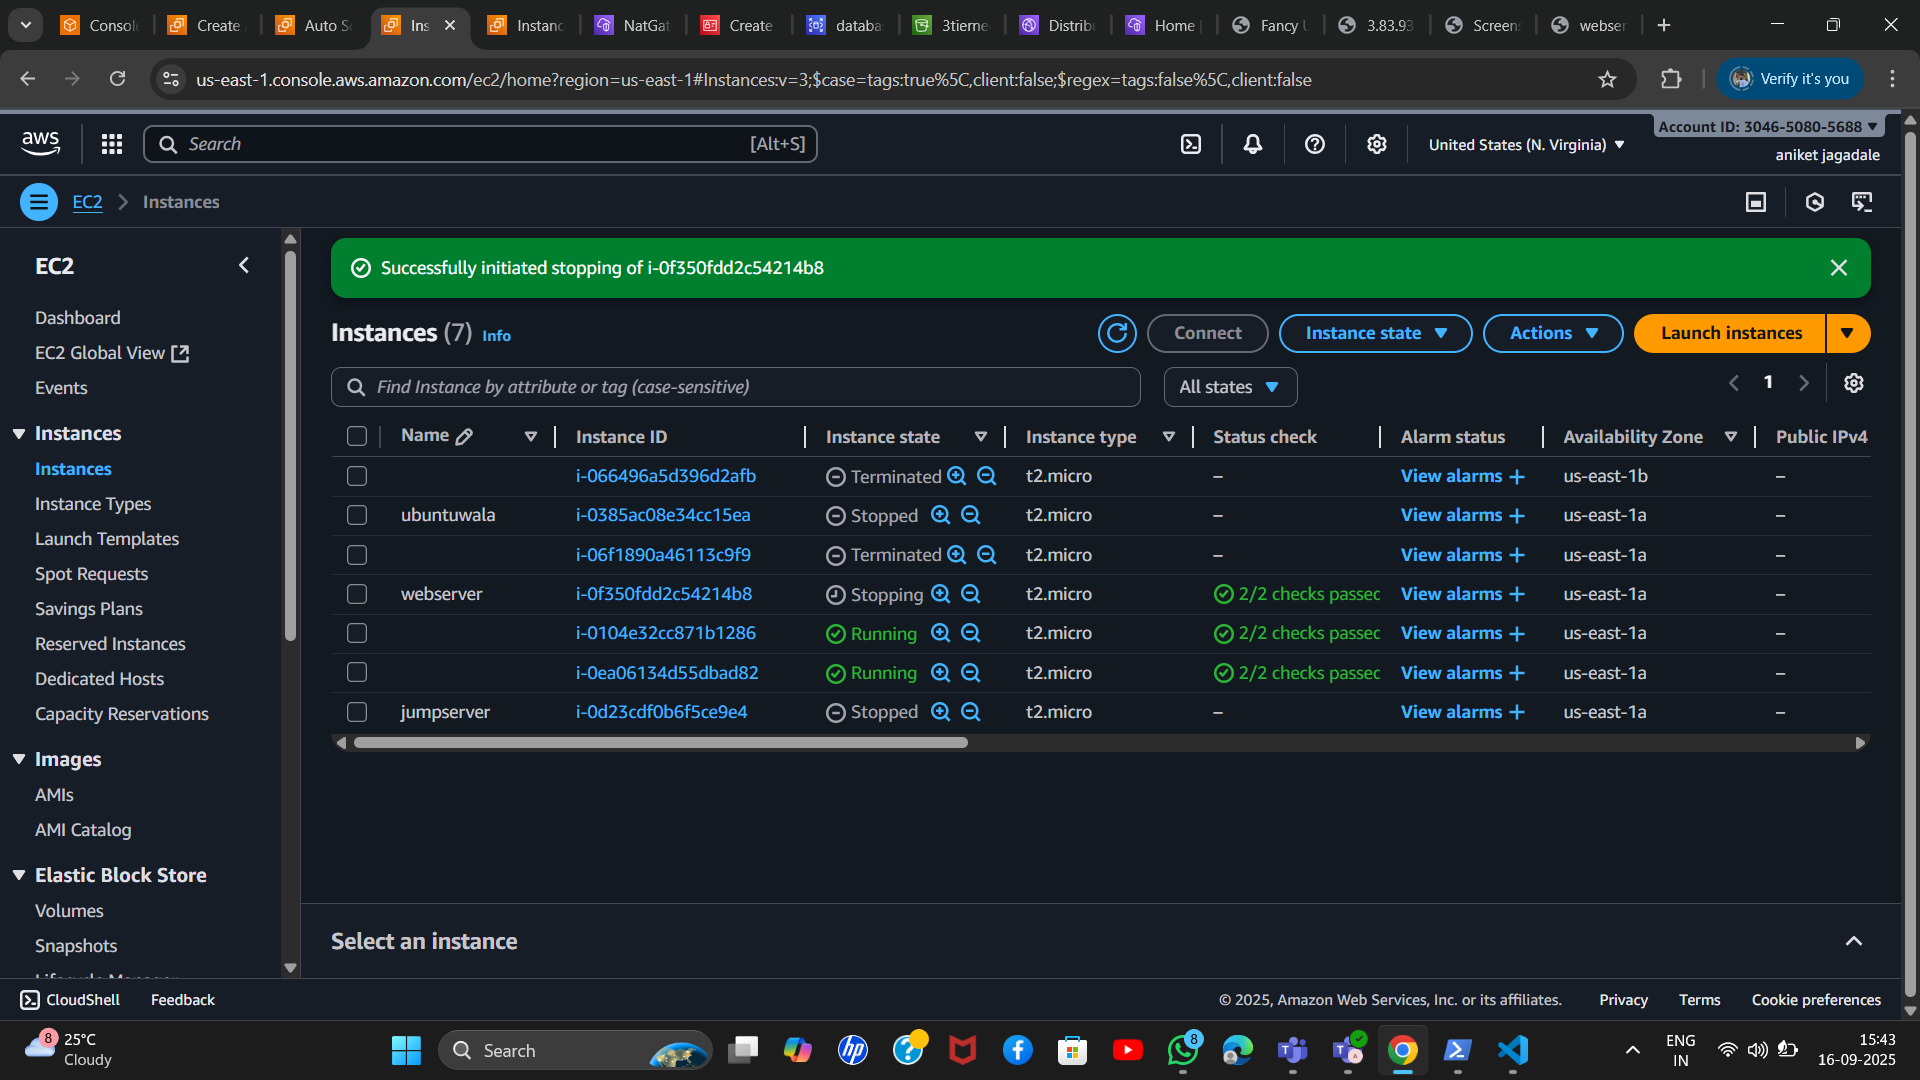 Consol
Create
Auto Sc
Ins
Instanc
NatGat
Create
databa
3tierne
Distribu
Home |
Fancy U
3.83.93
Screens
webser
us-east-1.console.aws.amazon.com/ec2/home?region=us-east-1#Instances:v=3;$case=tags:true%5C,client:false;$regex=tags:false%5C,client:false
Verify it's you
aws
Search
[Alt+S]
United States (N. Virginia)
Account ID: 3046-5080-5688
aniket jagadale
EC2 > Instances
EC2
Dashboard
EC2 Global View
Events
Instances
Instances
Instance Types
Launch Templates
Spot Requests
Savings Plans
Reserved Instances
Dedicated Hosts
Capacity Reservations
Images
AMIs
AMI Catalog
Elastic Block Store
Volumes
Snapshots
Lifecycle Manager
Successfully initiated stopping of i-0f350fdd2c54214b8
Instances (7) Info
Connect
Instance state
Actions
Launch instances
Find Instance by attribute or tag (case-sensitive)
All states
1
Name Instance ID Instance state Instance type Status check Alarm status Availability Zone Public IPv4
i-066496a5d396d2afb Terminated t2.micro – View alarms + us-east-1b –
ubuntuwala i-0385ac08e34cc15ea Stopped t2.micro – View alarms + us-east-1a –
i-06f1890a46113c9f9 Terminated t2.micro – View alarms + us-east-1a –
webserver i-0f350fdd2c54214b8 Stopping t2.micro 2/2 checks passec View alarms + us-east-1a –
i-0104e32cc871b1286 Running t2.micro 2/2 checks passec View alarms + us-east-1a –
i-0ea06134d55dbad82 Running t2.micro 2/2 checks passec View alarms + us-east-1a –
jumpserver i-0d23cdf0b6f5ce9e4 Stopped t2.micro – View alarms + us-east-1a –
Select an instance
CloudShell Feedback
© 2025, Amazon Web Services, Inc. or its affiliates. Privacy Terms Cookie preferences
8
25°C
Cloudy
Search
hp
8
A
ENG
IN
15:43
16-09-2025